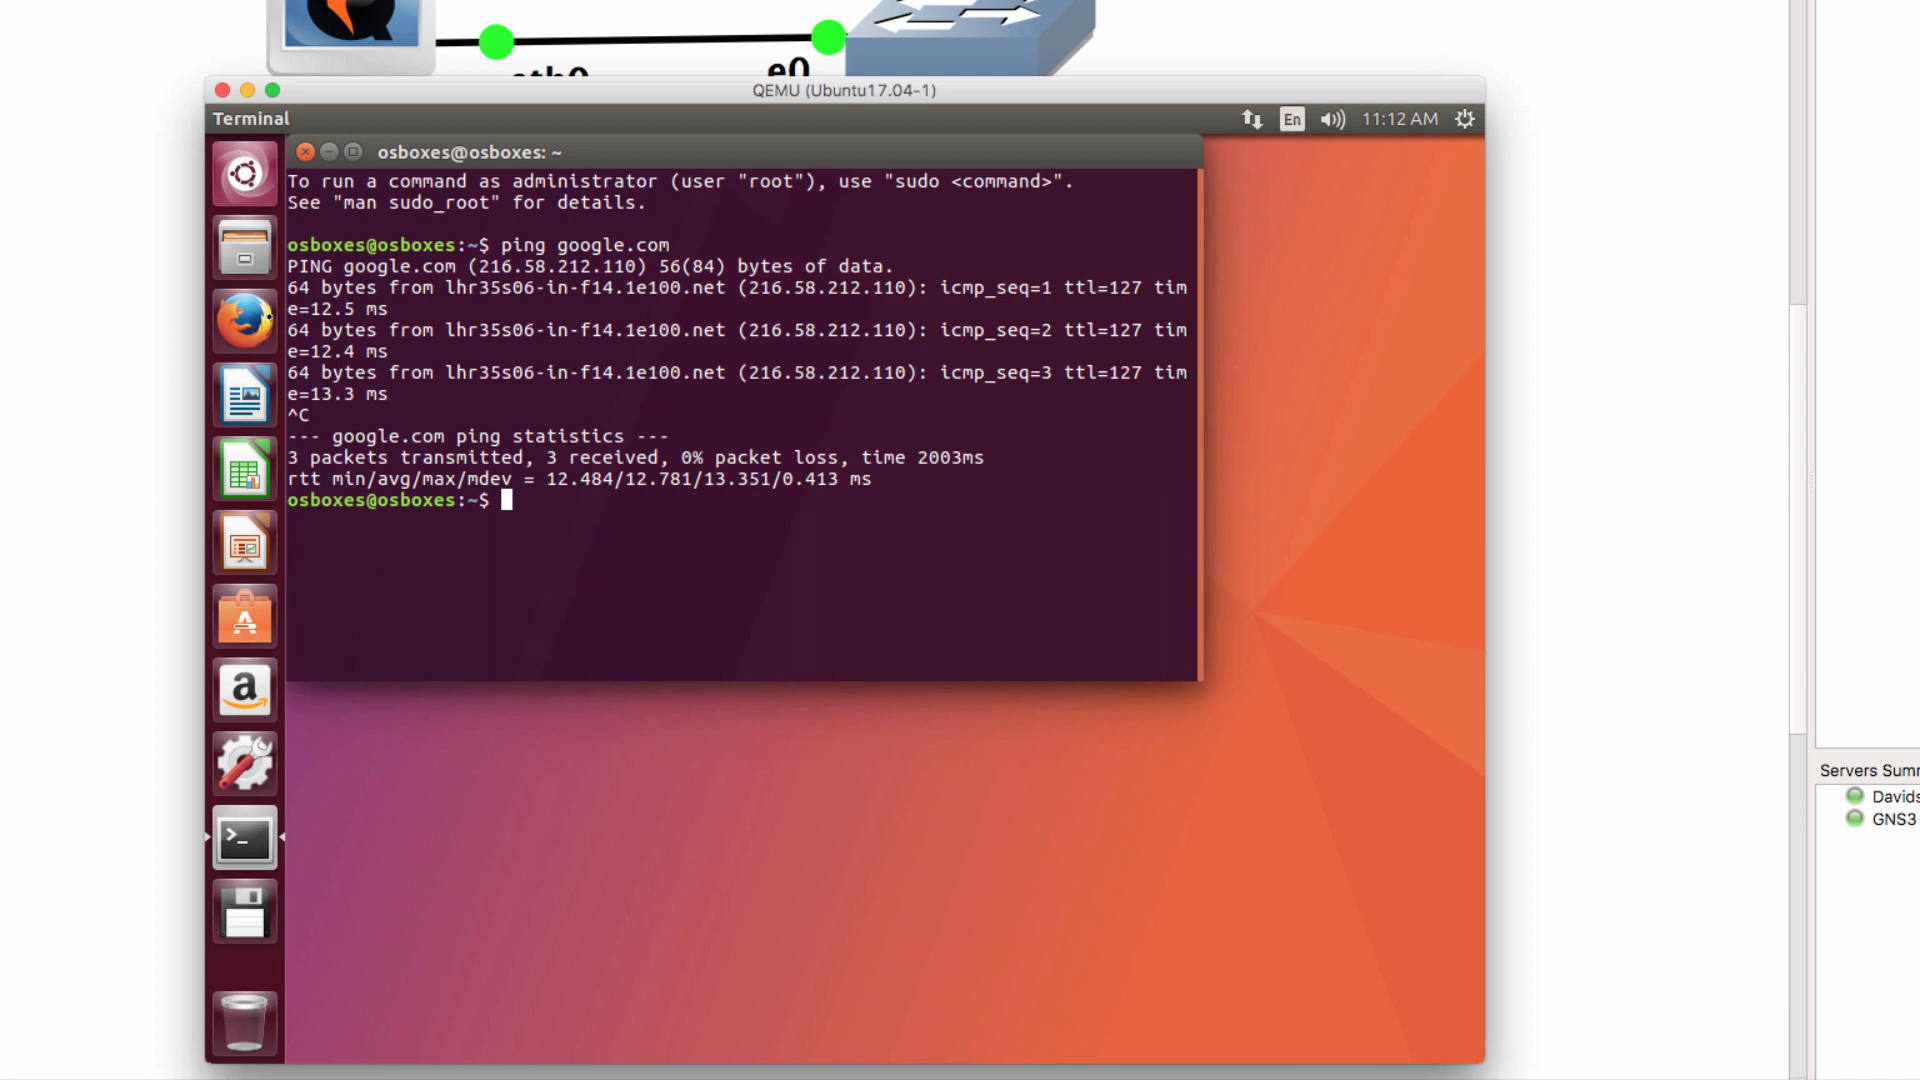 e0
QEMU (Ubuntu17.04-1)
Terminal
En
11:12 AM
osboxes@osboxes: ~
To run a command as administrator (user "root"), use "sudo <command>".
See "man sudo_root" for details.
osboxes@osboxes:~$ ping google.com
PING google.com (216.58.212.110) 56(84) bytes of data.
64 bytes from lhr35s06-in-f14.1e100.net (216.58.212.110): icmp_seq=1 ttl=127 tim
e=12.5 ms
64 bytes from lhr35s06-in-f14.1e100.net (216.58.212.110): icmp_seq=2 ttl=127 tim
e=12.4 ms
64 bytes from lhr35s06-in-f14.1e100.net (216.58.212.110): icmp_seq=3 ttl=127 tim
e=13.3 ms
^C
--- google.com ping statistics ---
3 packets transmitted, 3 received, 0% packet loss, time 2003ms
rtt min/avg/max/mdev = 12.484/12.781/13.351/0.413 ms
osboxes@osboxes:~$
Servers Sum
Davids
GNS3